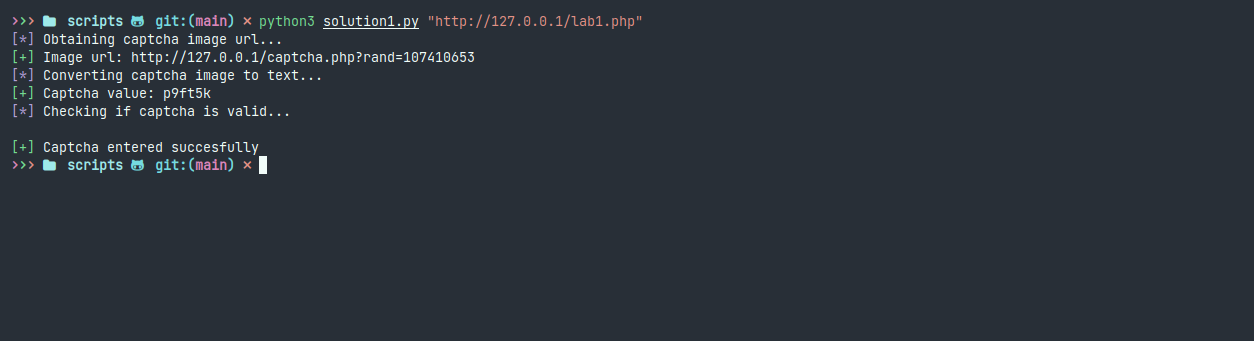 >>> scripts git:(main) × python3 solution1.py "http://127.0.0.1/lab1.php"
[*] Obtaining captcha image url...
[+] Image url: http://127.0.0.1/captcha.php?rand=107410653
[*] Converting captcha image to text...
[+] Captcha value: p9ft5k
[*] Checking if captcha is valid...
[+] Captcha entered succesfully
>>> scripts git:(main) ×